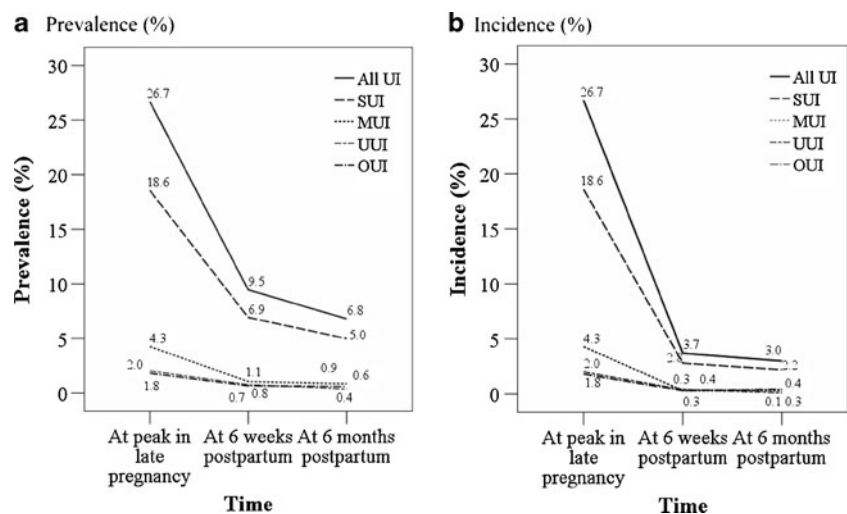 a Prevalence (%)
30
25
20
15
10
5
0
Prevalence (%)
All UI
SUI
MUI
UUI
OUI
26.7
18.6
9.5
6.9
6.8
5.0
4.3
2.0
1.8
1.1
0.7
0.8
0.9
0.6
0.4
At peak in
late
pregnancy
At 6 weeks
postpartum
At 6 months
postpartum
Time
b Incidence (%)
30
25
20
15
10
5
0
Incidence (%)
All UI
SUI
MUI
UUI
OUI
26.7
18.6
3.7
3.0
4.3
2.0
1.8
0.3
0.4
0.3
0.4
0.1
0.3
At peak in
late
pregnancy
At 6 weeks
postpartum
At 6 months
postpartum
Time